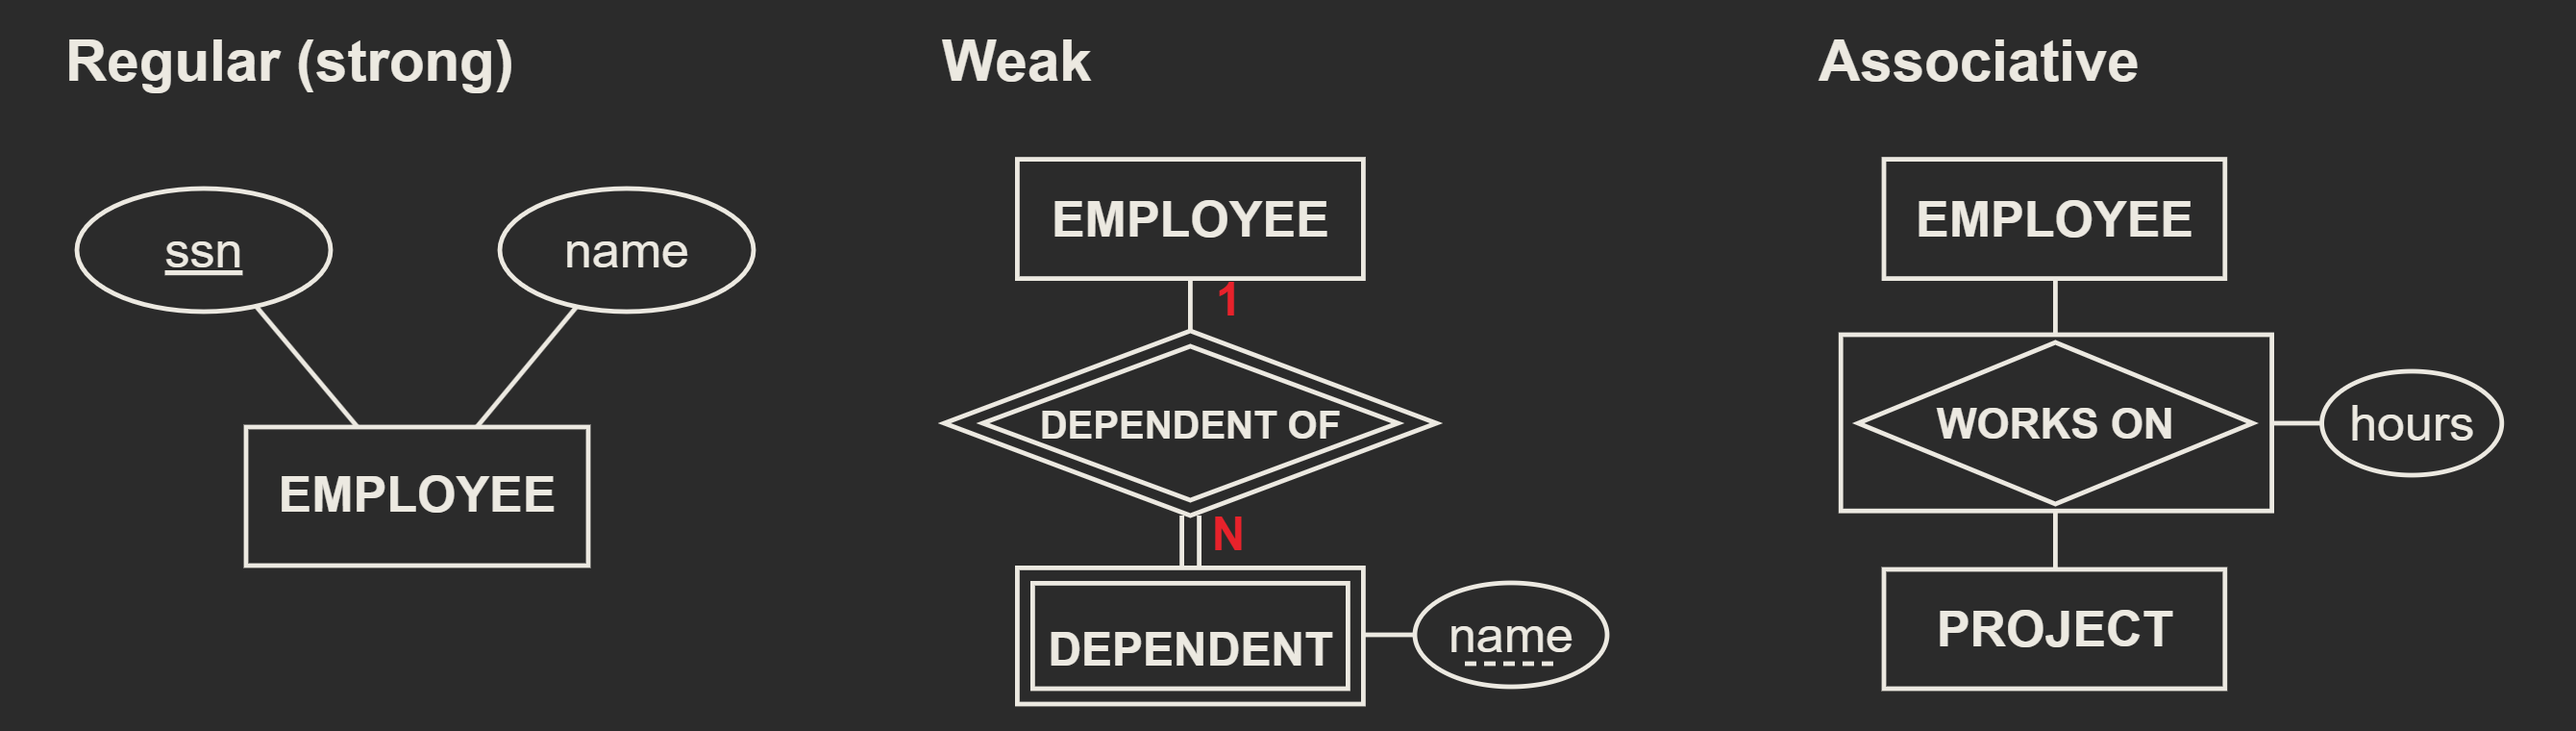 Regular (strong)
ssn
name
EMPLOYEE
Weak
EMPLOYEE
1
DEPENDENT OF
N
DEPENDENT
name
Associative
EMPLOYEE
WORKS ON
hours
PROJECT